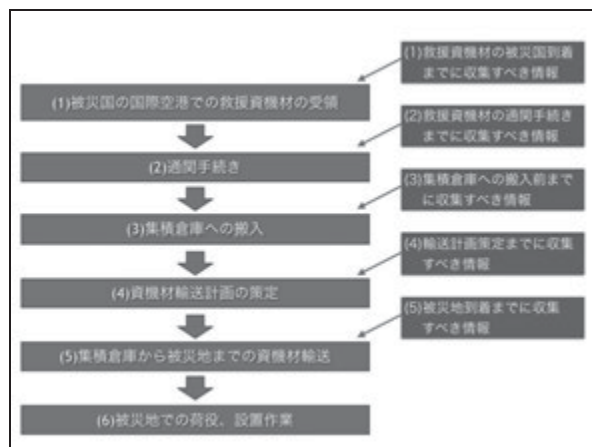 (1)被災国の国際空港での救援資機材の受領
(2)通関手続き
(3)集積倉庫への搬入
(4)資機材輸送計画の策定
(5)集積倉庫から被災地までの資機材輸送
(6)被災地での荷役、設置作業
(1)救援資機材の被災国到着
までに収集すべき情報
(2)救援資機材の通関手続き
までに収集すべき情報
(3)集積倉庫への搬入前まで
に収集すべき情報
(4)輸送計画策定までに収集
すべき情報
(5)被災地到着までに収集
すべき情報